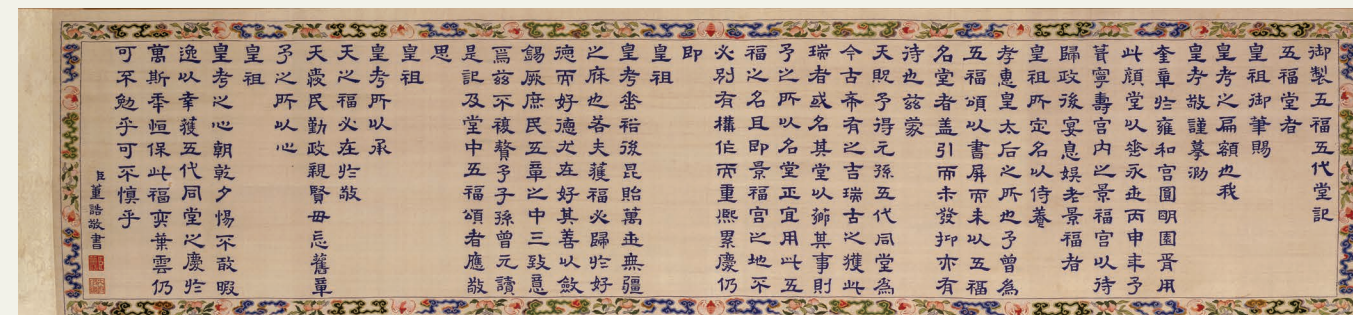 御製五福五代堂記
五福堂者
皇祖御筆賜
皇考之扁額也我
皇考敬謹摹泐
奎章於雍和宮圓明園胥用
此顏堂以垂永世丙申年予
葺寧壽宮內之景福宮以待
歸政後宴息娛老景福者
皇祖所定名以侍養
孝惠皇太后之所也予曾為
五福頌以書屏而未以五福
名堂者蓋引而未發抑亦有
待也茲蒙
天貺予得元孫五代同堂為
今古希有之吉瑞古之獲此
瑞者或名其堂以薌其事則
予之所以名堂正宜用此五
福之名且即景福宮之地不
必別有構作而重熙累慶仍
即
皇祖
皇考垂裕後昆貽萬世無疆
之庥也若夫獲福必歸於好
德而好德尤在好其善以斂
錫厥庶民五章之中三致意
焉茲不複贅予子孫曾元讀
是記及堂中五福頌者應敬
思
皇祖
皇考所以承
天之福必在於敬
天愛民勤政親賢毋忘舊章
予之所以心
皇祖
皇考之心朝乾夕惕不敢暇
逸以幸獲五代同堂之慶於
萬斯年恒保此福奕葉雲仍
可不勉乎可不慎乎
臣董誥敬書